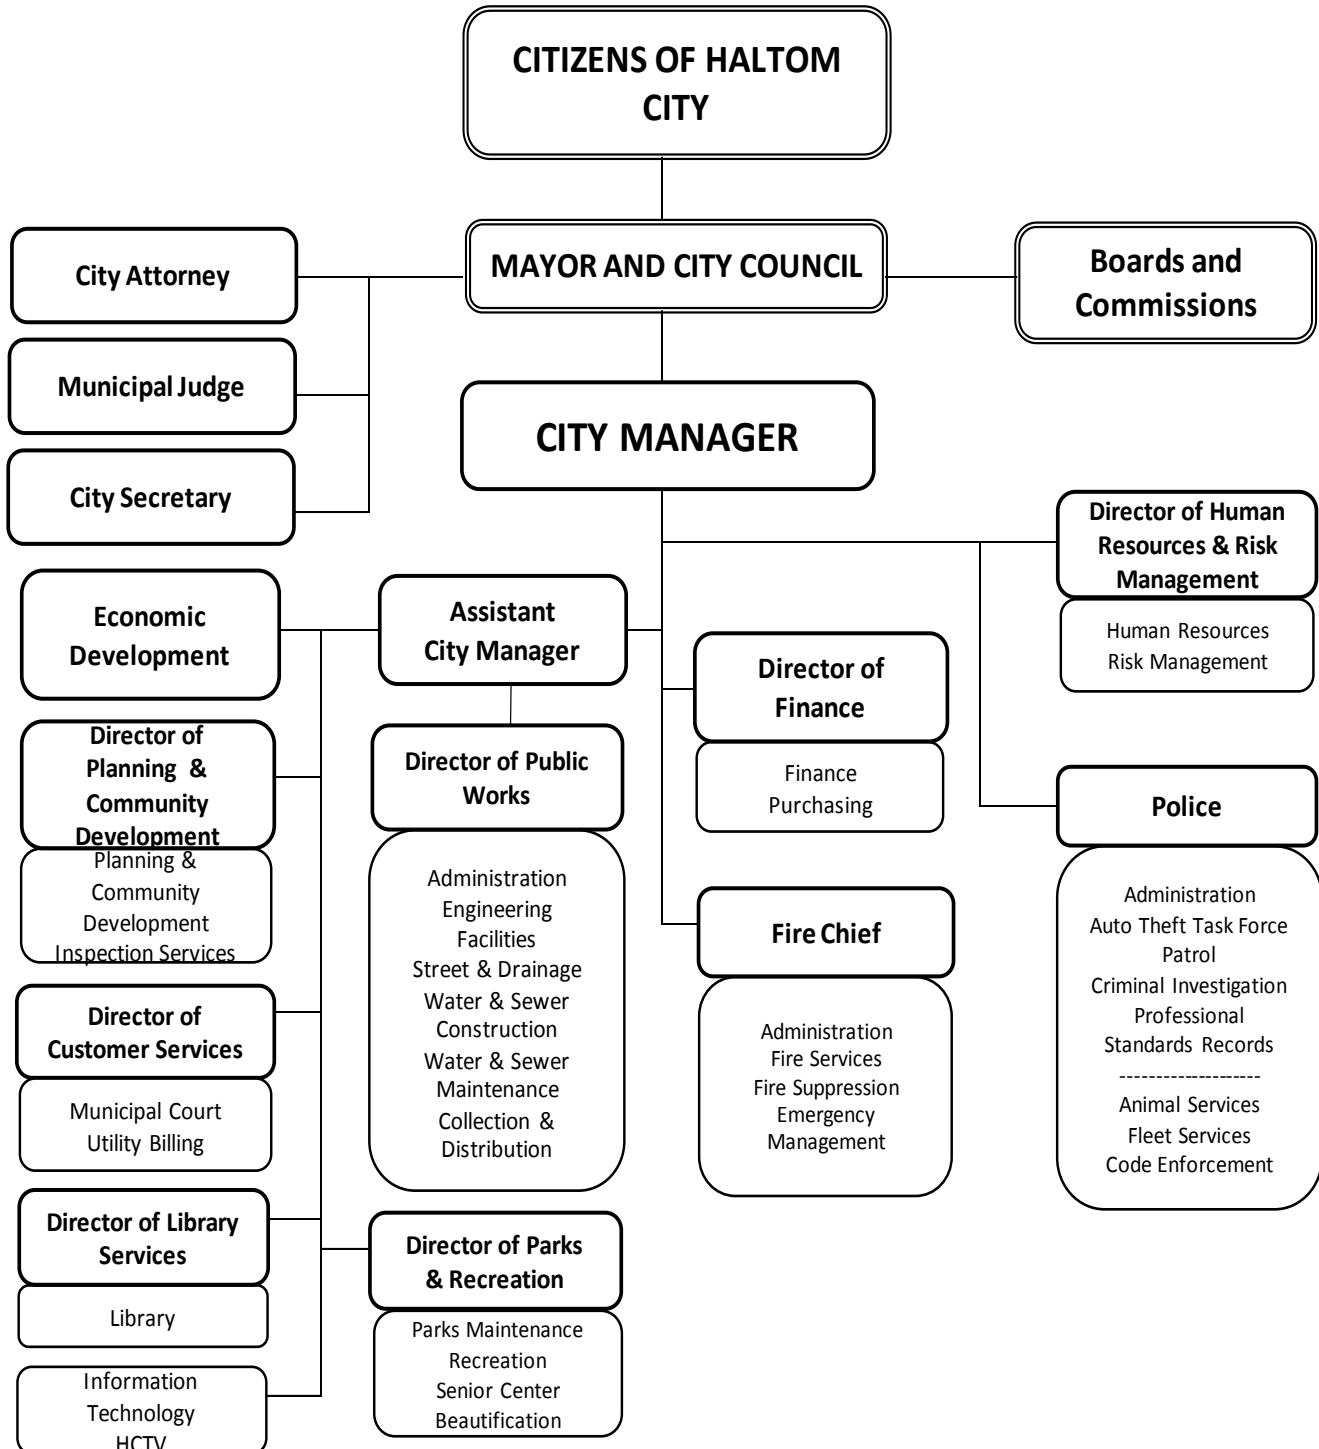 CITIZENS OF HALTOM
CITY
MAYOR AND CITY COUNCIL
Boards and
Commissions
City Attorney
Municipal Judge
City Secretary
CITY MANAGER
Director of Human
Resources & Risk
Management
Human Resources
Risk Management
Economic
Development
Assistant
City Manager
Director of
Finance
Finance
Purchasing
Director of
Planning &
Community
Development
Planning &
Community
Development
Inspection Services
Director of Public
Works
Administration
Engineering
Facilities
Street & Drainage
Water & Sewer
Construction
Water & Sewer
Maintenance
Collection &
Distribution
Fire Chief
Administration
Fire Services
Fire Suppression
Emergency
Management
Police
Administration
Auto Theft Task Force
Patrol
Criminal Investigation
Professional
Standards Records
-------------------
Animal Services
Fleet Services
Code Enforcement
Director of
Customer Services
Municipal Court
Utility Billing
Director of Library
Services
Library
Director of Parks
& Recreation
Parks Maintenance
Recreation
Senior Center
Beautification
Information
Technology
HCTV